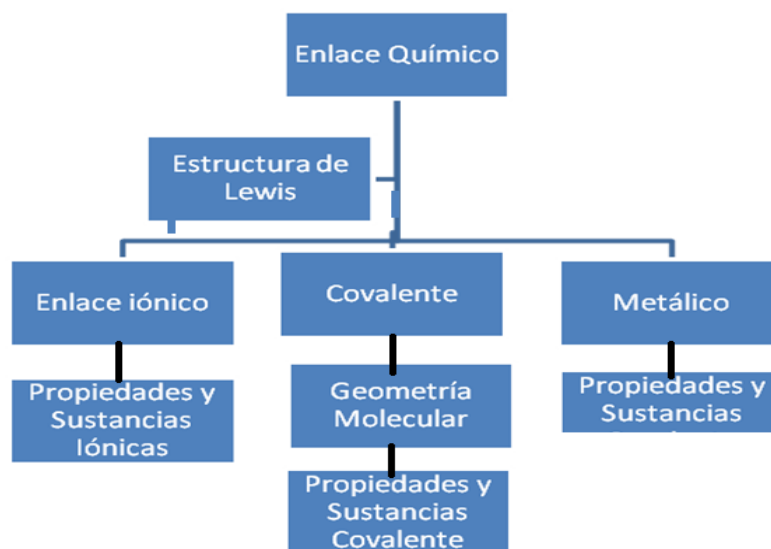 Enlace Químico
Estructura de
Lewis
Enlace iónico
Covalente
Metálico
Propiedades y
Sustancias
Iónicas
Geometría
Molecular
Propiedades y
Sustancias
Propiedades y
Sustancias
Covalente